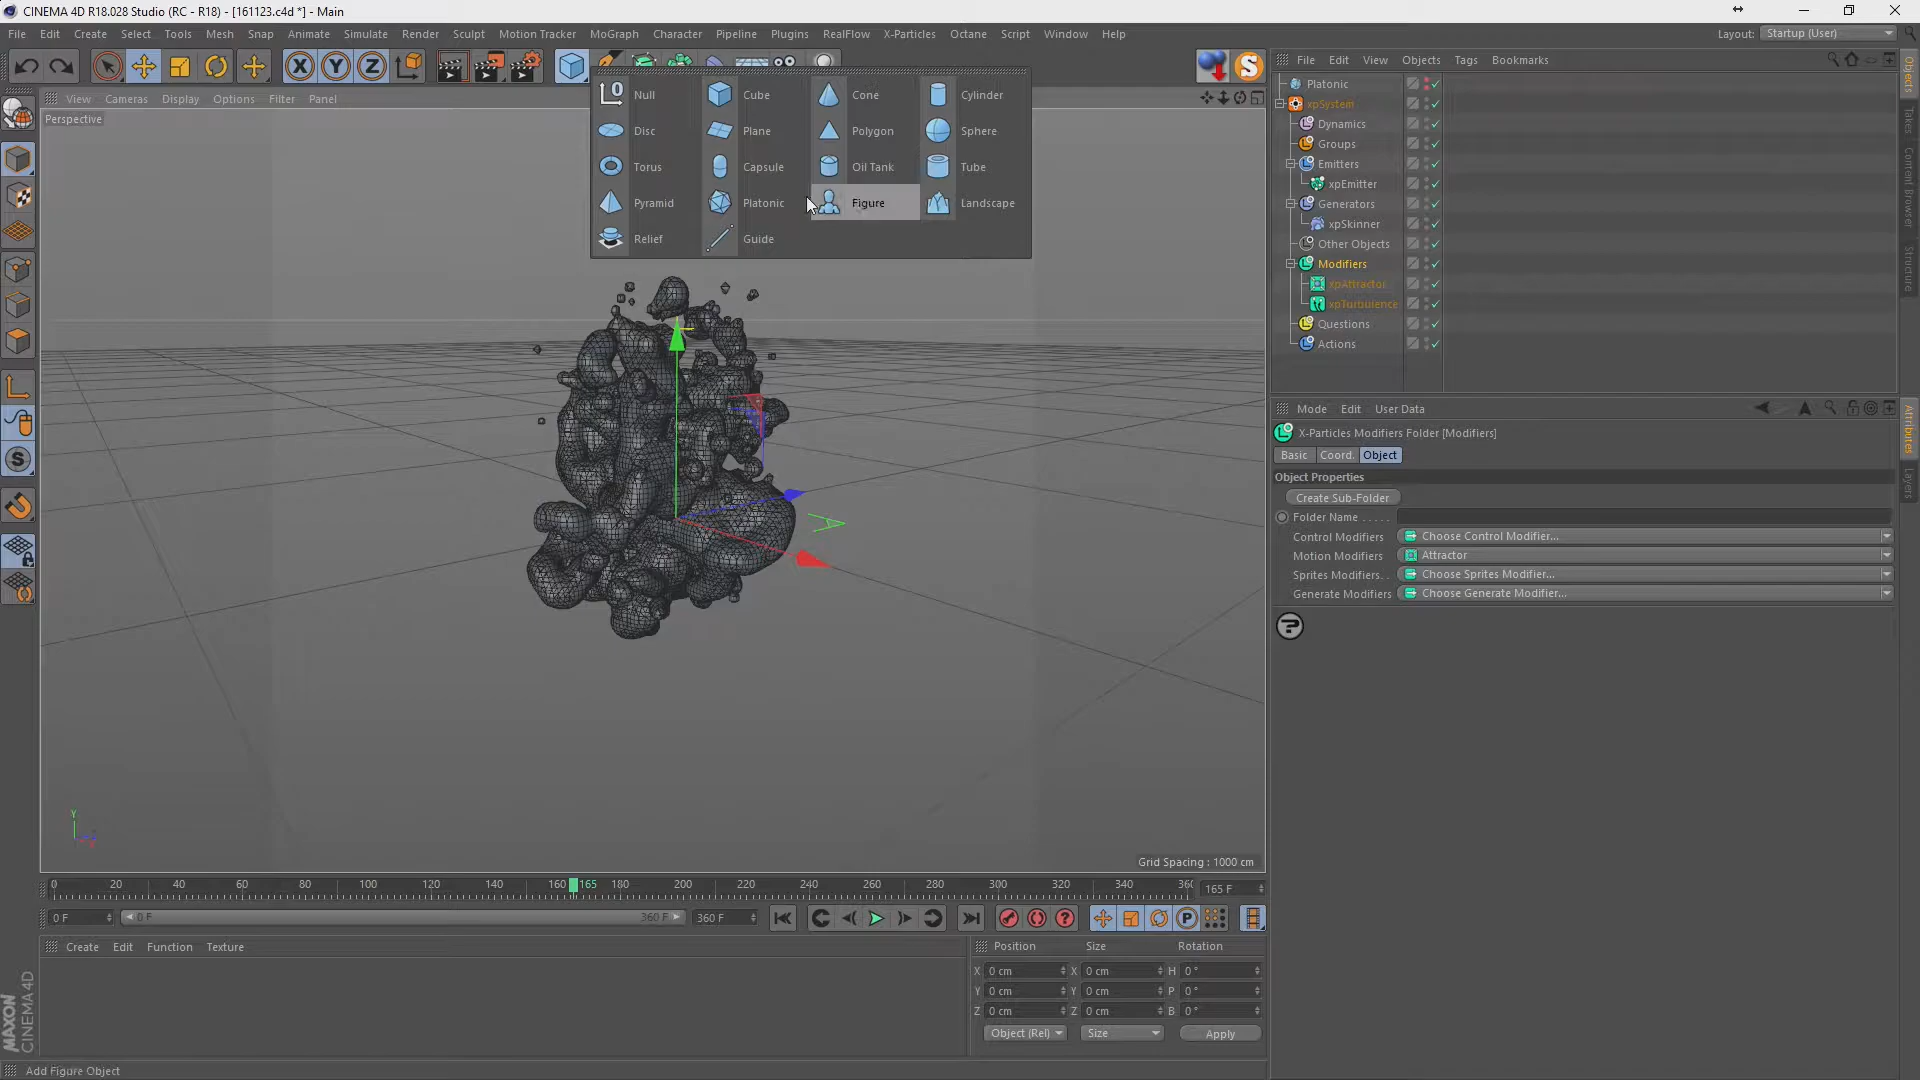 CINEMA 4D R18.028 Studio (RC - R18) - [161123.c4d *] - Main
File Edit Create Select Tools Mesh Snap Animate Simulate Render Sculpt Motion Tracker MoGraph Character Pipeline Plugins RealFlow X-Particles Octane Script Window Help
Layout: Startup (User)
X Y Z
S
View Cameras Display Options Filter Panel
Perspective
0 Null Cube Cone Cylinder
Disc Plane Polygon Sphere
Torus Capsule Oil Tank Tube
Pyramid Platonic Figure Landscape
Relief Guide
File Edit View Objects Tags Bookmarks
Platonic
xpSystem
Dynamics
Groups
Emitters
xpEmitter
Generators
xpSkinner
Other Objects
Modifiers
xpAttractor
xpTurbulence
Questions
Actions
Objects
Takes
Content Browser
Structure
Mode Edit User Data
X-Particles Modifiers Folder [Modifiers]
Basic Coord. Object
Object Properties
Create Sub-Folder
Folder Name . . . . .
Control Modifiers Choose Control Modifier...
Motion Modifiers Attractor
Sprites Modifiers. . Choose Sprites Modifier...
Generate Modifiers Choose Generate Modifier...
?
Attributes
Layers
S
Y
Grid Spacing : 1000 cm
0 20 40 60 80 100 120 140 160 165 180 200 220 240 260 280 300 320 340 36(
165 F
0 F 0 F 360 F 360 F
? P
Create Edit Function Texture
Position Size Rotation
X 0 cm X 0 cm H 0 °
Y 0 cm Y 0 cm P 0 °
Z 0 cm Z 0 cm B 0 °
Object (Rel) Size Apply
MAXON
CINEMA 4D
Add Figure Object